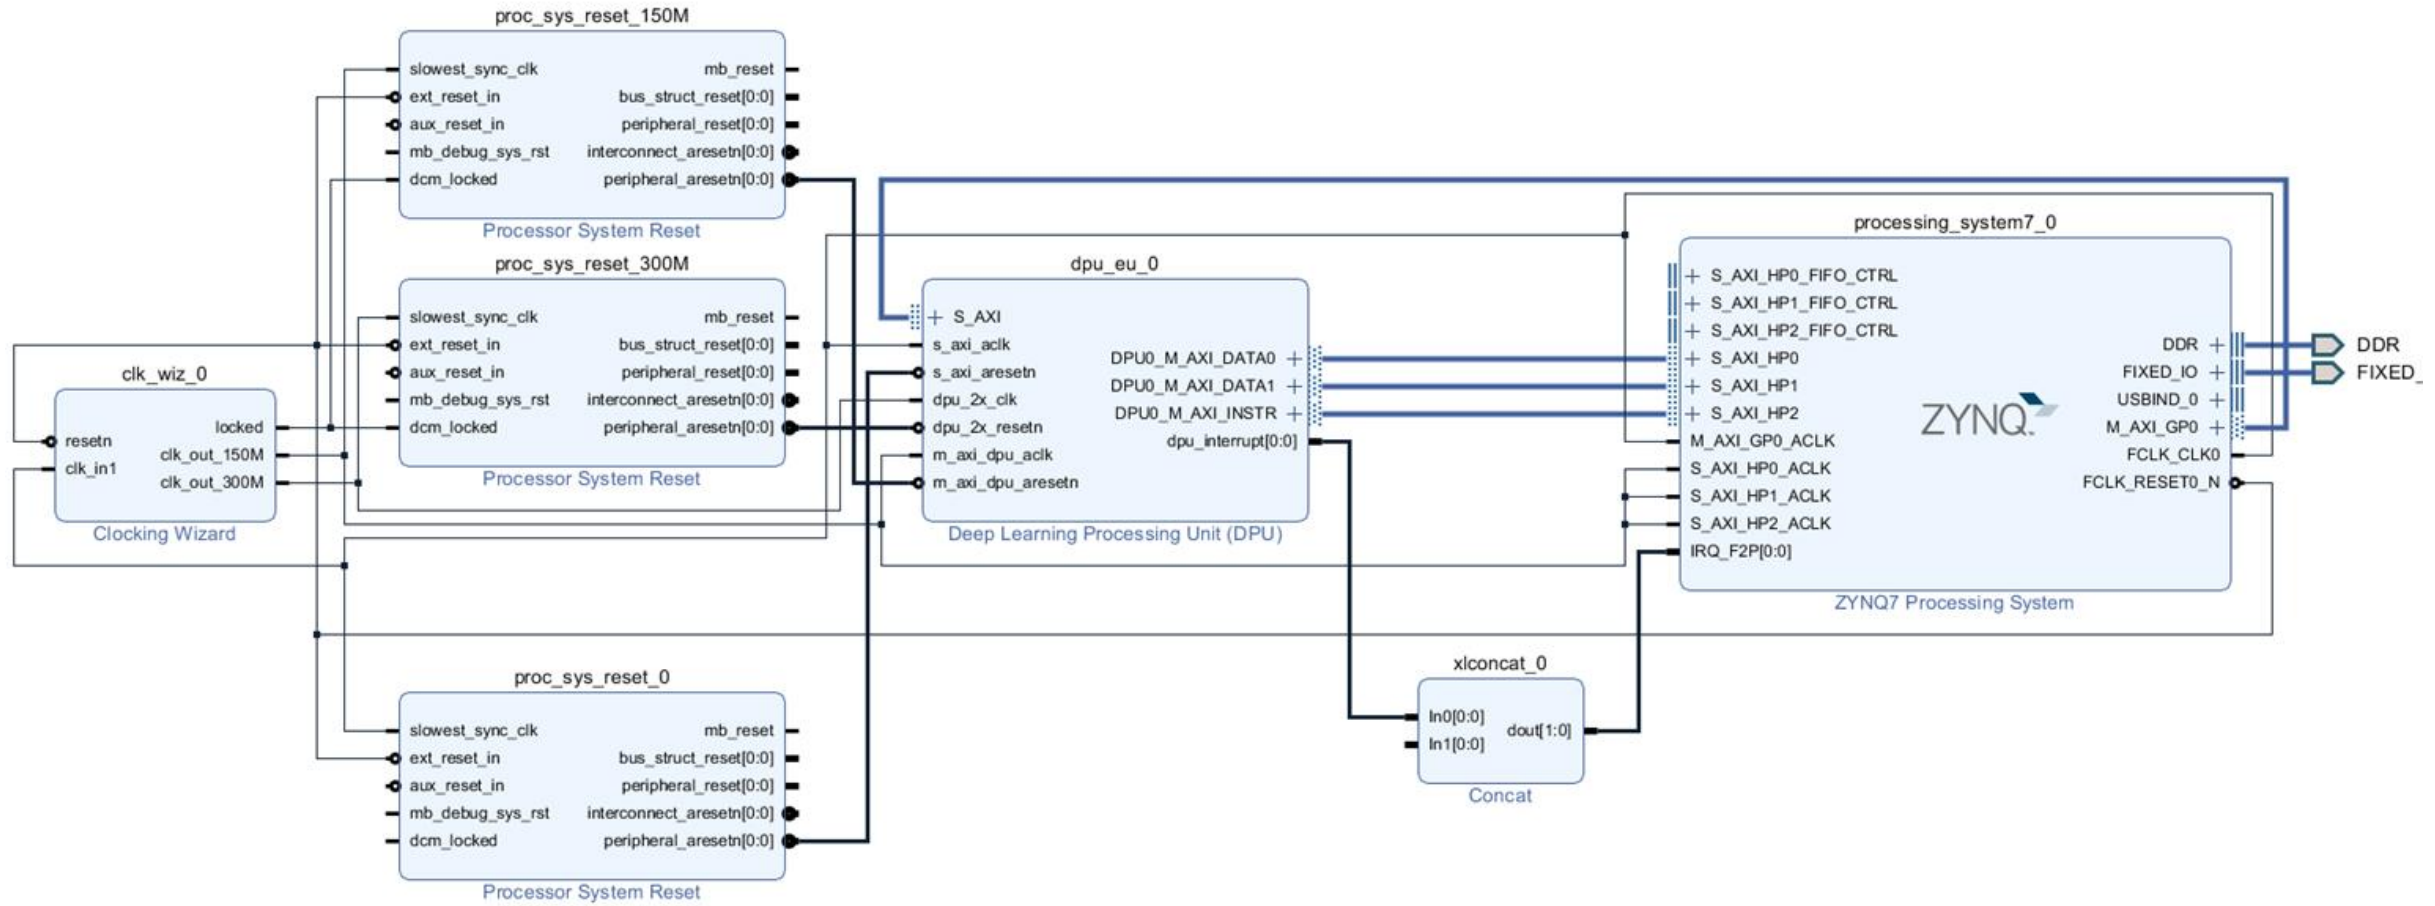 proc_sys_reset_150M
slowest_sync_clk
mb_reset
ext_reset_in
bus_struct_reset[0:0]
aux_reset_in
peripheral_reset[0:0]
mb_debug_sys_rst
interconnect_aresetn[0:0]
dcm_locked
peripheral_aresetn[0:0]
Processor System Reset
proc_sys_reset_300M
slowest_sync_clk
mb_reset
ext_reset_in
bus_struct_reset[0:0]
aux_reset_in
peripheral_reset[0:0]
mb_debug_sys_rst
interconnect_aresetn[0:0]
dcm_locked
peripheral_aresetn[0:0]
Processor System Reset
clk_wiz_0
resetn
clk_in1
locked
clk_out_150M
clk_out_300M
Clocking Wizard
dpu_eu_0
S_AXI
s_axi_aclk
s_axi_aresetn
dpu_2x_clk
dpu_2x_resetn
m_axi_dpu_aclk
m_axi_dpu_aresetn
DPU0_M_AXI_DATA0
DPU0_M_AXI_DATA1
DPU0_M_AXI_INSTR
dpu_interrupt[0:0]
Deep Learning Processing Unit (DPU)
processing_system7_0
S_AXI_HP0_FIFO_CTRL
S_AXI_HP1_FIFO_CTRL
S_AXI_HP2_FIFO_CTRL
S_AXI_HP0
S_AXI_HP1
S_AXI_HP2
M_AXI_GP0_ACLK
S_AXI_HP0_ACLK
S_AXI_HP1_ACLK
S_AXI_HP2_ACLK
IRQ_F2P[0:0]
ZYNQ
DDR
FIXED_IO
USBIND_0
M_AXI_GP0
FCLK_CLK0
FCLK_RESET0_N
ZYNQ7 Processing System
DDR
FIXED_
proc_sys_reset_0
slowest_sync_clk
mb_reset
ext_reset_in
bus_struct_reset[0:0]
aux_reset_in
peripheral_reset[0:0]
mb_debug_sys_rst
interconnect_aresetn[0:0]
dcm_locked
peripheral_aresetn[0:0]
Processor System Reset
xlconcat_0
In0[0:0]
In1[0:0]
dout[1:0]
Concat